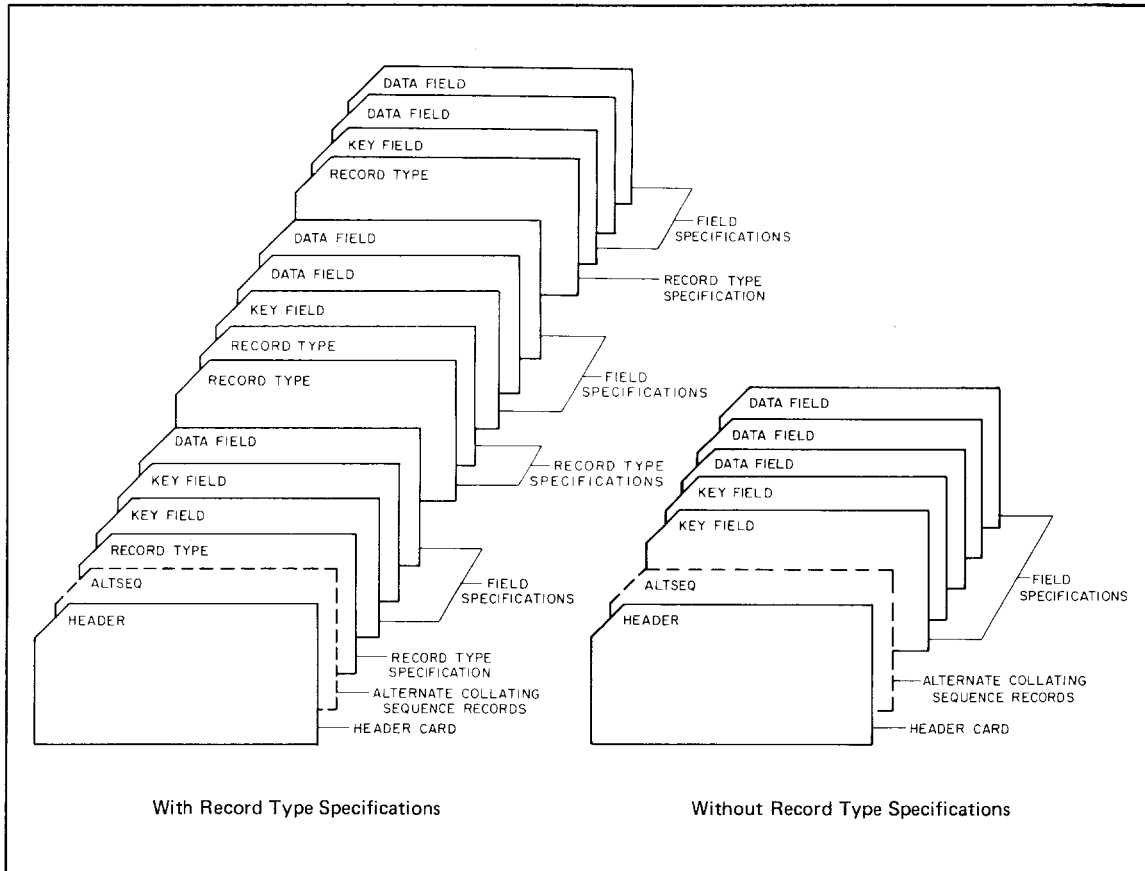 DATA FIELD
DATA FIELD
KEY FIELD
RECORD TYPE
FIELD
SPECIFICATIONS
DATA FIELD
RECORD TYPE
SPECIFICATION
DATA FIELD
KEY FIELD
RECORD TYPE
RECORD TYPE
FIELD
SPECIFICATIONS
DATA FIELD
RECORD TYPE
SPECIFICATIONS
KEY FIELD
KEY FIELD
RECORD TYPE
ALTSEQ
FIELD
SPECIFICATIONS
HEADER
RECORD TYPE
SPECIFICATION
ALTERNATE COLLATING
SEQUENCE RECORDS
HEADER CARD
With Record Type Specifications
DATA FIELD
DATA FIELD
DATA FIELD
KEY FIELD
KEY FIELD
ALTSEQ
FIELD
SPECIFICATIONS
HEADER
ALTERNATE COLLATING
SEQUENCE RECORDS
HEADER CARD
Without Record Type Specifications